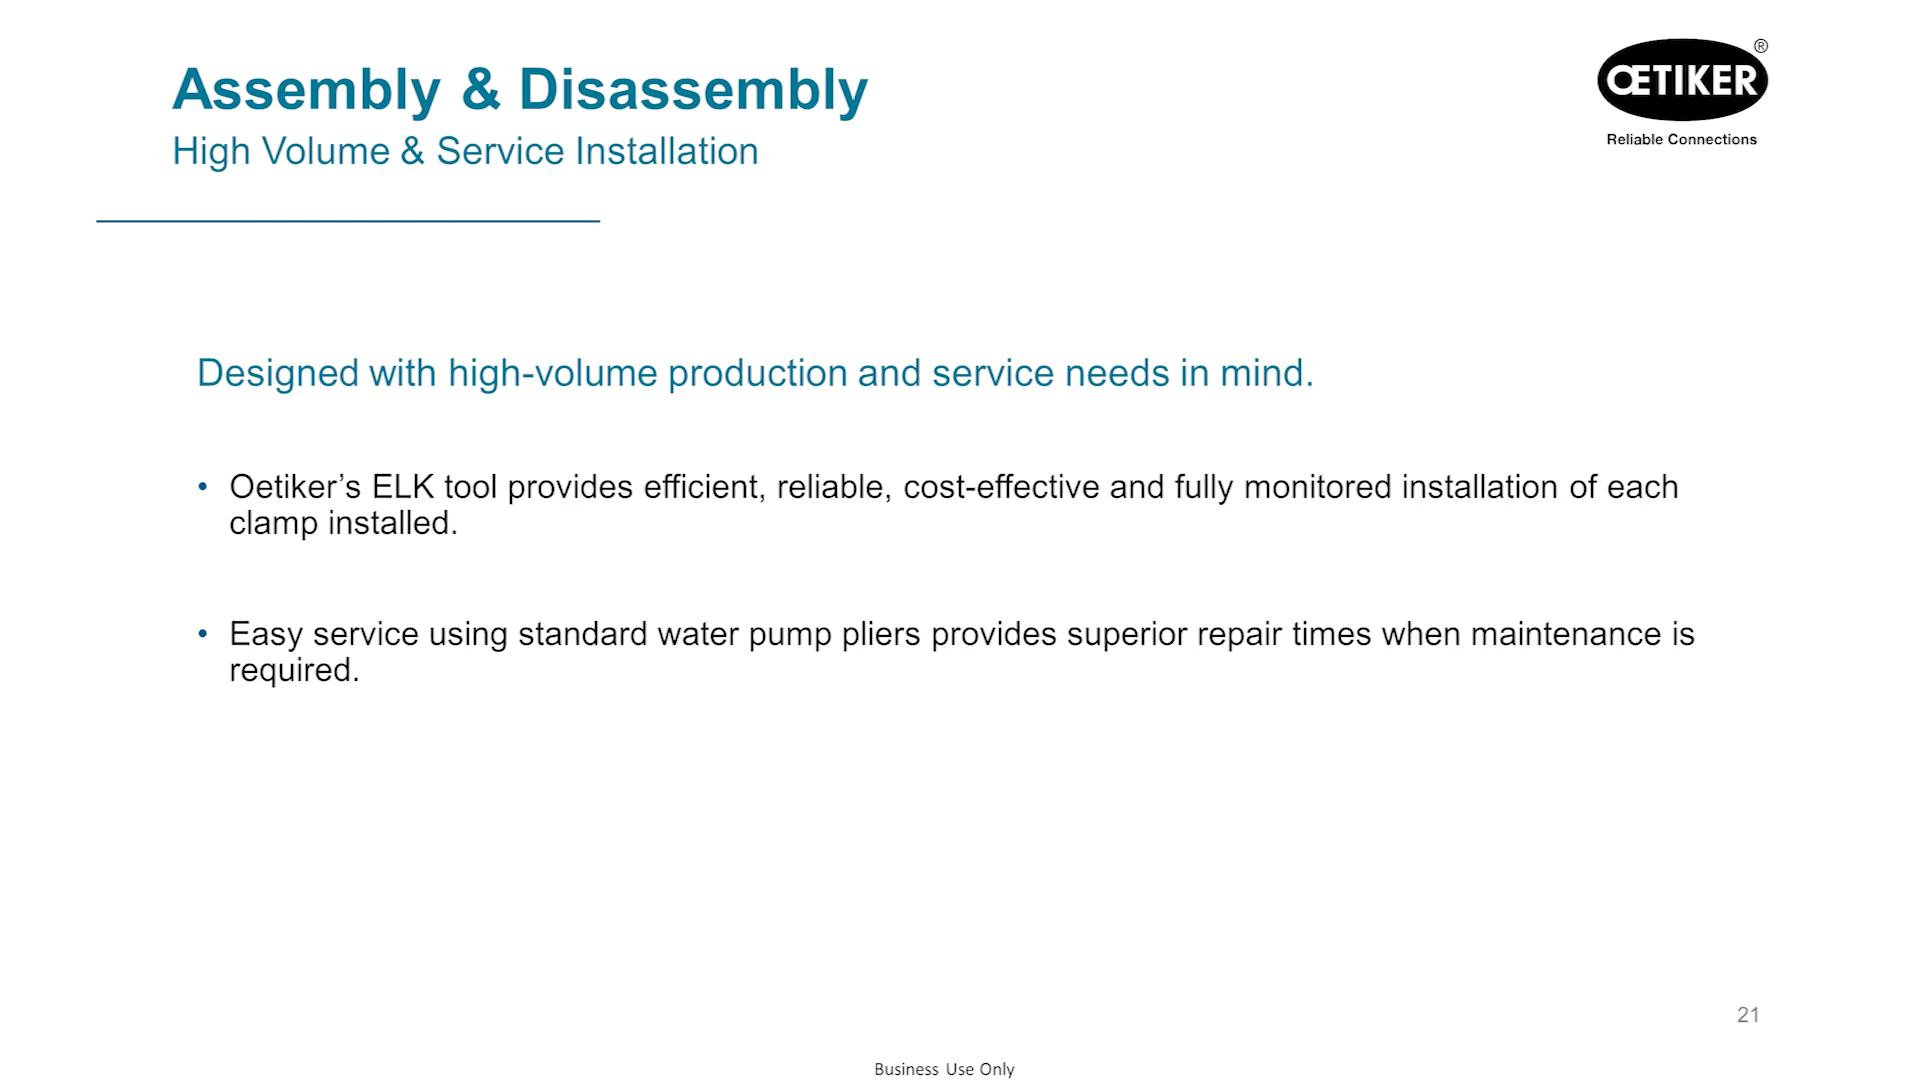 Assembly & Disassembly
High Volume & Service Installation
ŒTIKER®
Reliable Connections
Designed with high-volume production and service needs in mind.
• Oetiker’s ELK tool provides efficient, reliable, cost-effective and fully monitored installation of each
clamp installed.
• Easy service using standard water pump pliers provides superior repair times when maintenance is
required.
21
Business Use Only